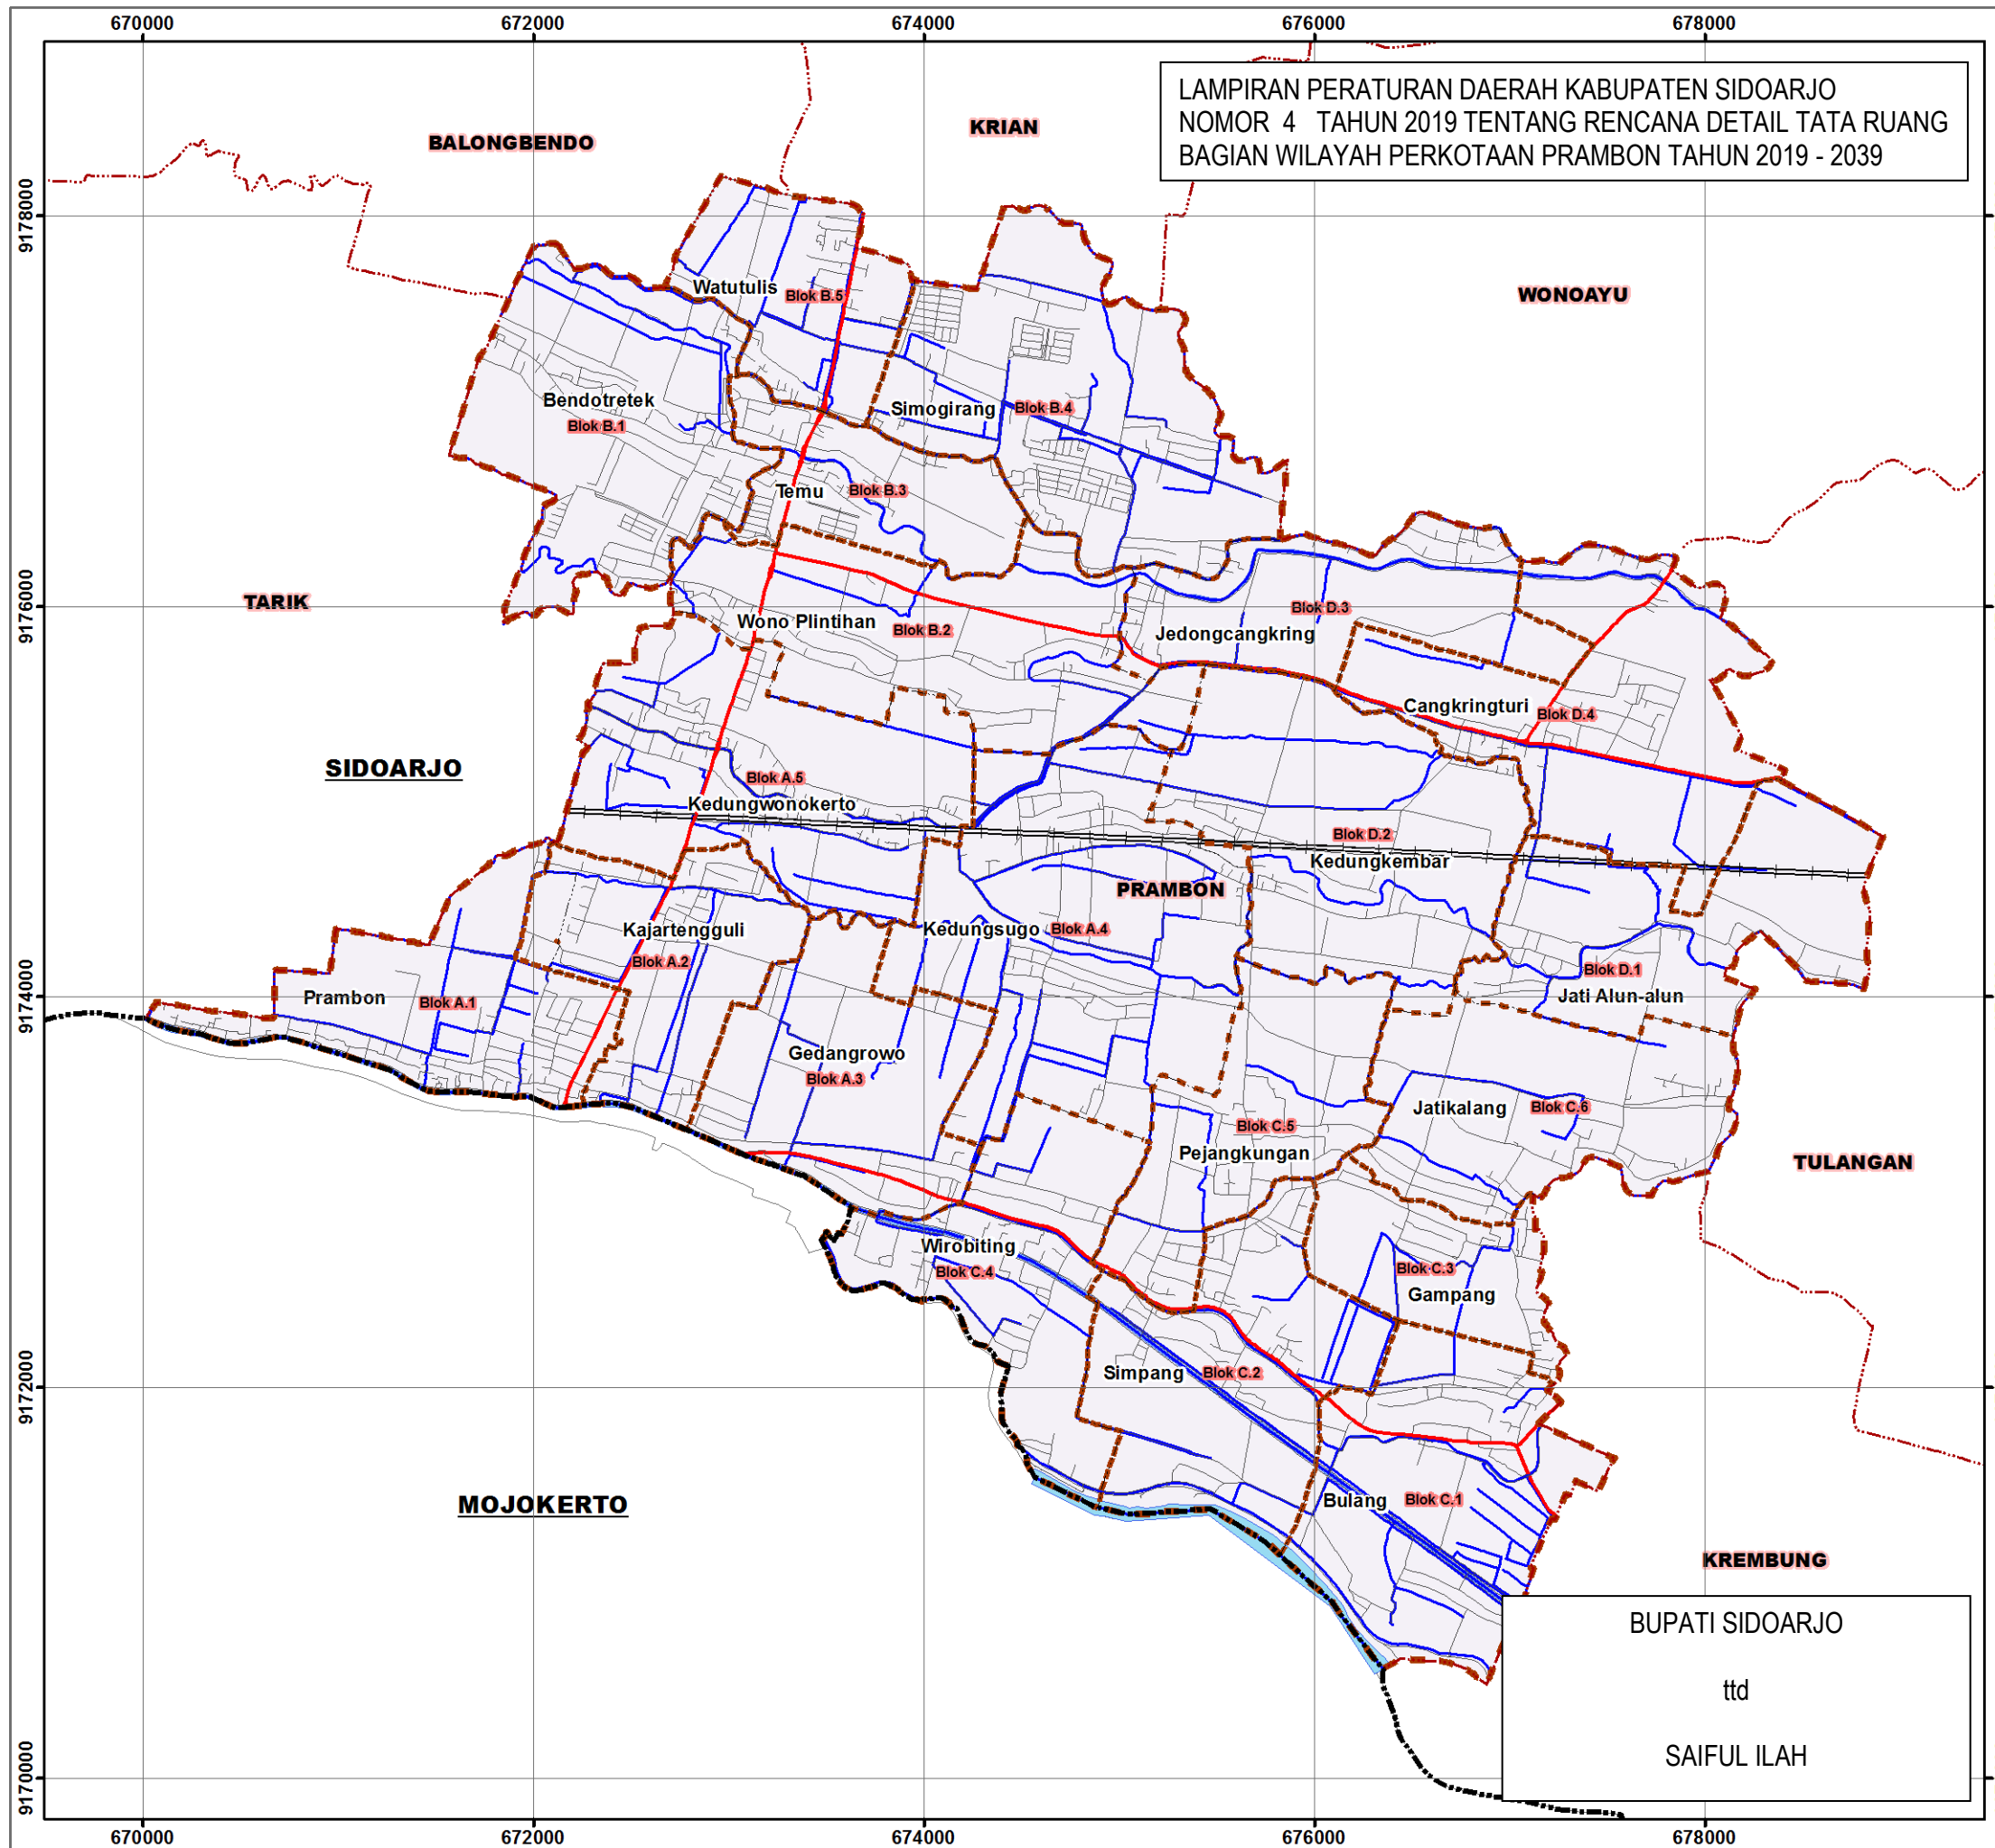 670000 672000 674000 676000 678000
LAMPIRAN PERATURAN DAERAH KABUPATEN SIDOARJO
NOMOR 4 TAHUN 2019 TENTANG RENCANA DETAIL TATA RUANG
BAGIAN WILAYAH PERKOTAAN PRAMBON TAHUN 2019 - 2039
KRIAN
BALONGBENDO
9178000
Watutulis
Blok B.5
WONOAYU
Bendotretek
Blok B.1
Simogirang
Blok B.4
Temu
Blok B.3
9176000
TARIK
Wono Plintihan
Blok B.2
Blok D.3
Jedongcangkring
Cangkringturi
Blok D.4
SIDOARJO
Blok A.5
Kedungwonokerto
Blok D.2
Kedungkembar
PRAMBON
Kajartengguli
Blok A.2
Kedungsugo
Blok A.4
Blok D.1
Jati Alun-alun
9174000
Prambon
Blok A.1
Gedangrowo
Blok A.3
Jatikalang
Blok C.6
Blok C.5
Pejangkungan
TULANGAN
Wirobiting
Blok C.4
Blok C.3
Gampang
9172000
Simpang
Blok C.2
Bulang
Blok C.1
MOJOKERTO
KREMBUNG
BUPATI SIDOARJO
ttd
SAIFUL ILAH
9170000
670000 672000 674000 676000 678000